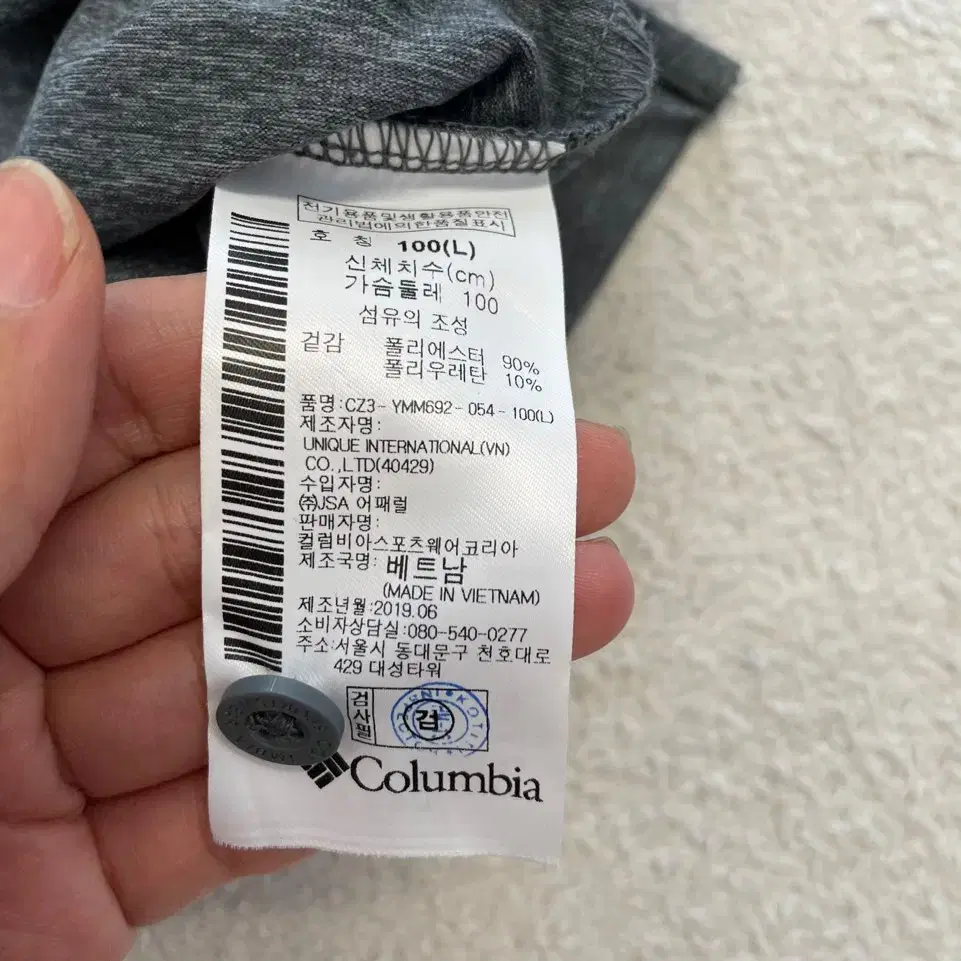 전기용품및생활용품안전
관리법에의한품질표시
호 칭 100(L)
신체치수(cm)
가슴둘레 100
섬유의 조성
겉감 폴리에스터 90%
폴리우레탄 10%
품명:CZ3-YMM692-054-100(L)
제조자명:
UNIQUE INTERNATIONAL(VN)
CO.,LTD(40429)
수입자명:
㈜JSA 어패럴
판매자명:
컬럼비아스포츠웨어코리아
제조국명:베트남
(MADE IN VIETNAM)
제조년월:2019.06
소비자상담실:080-540-0277
주소:서울시 동대문구 천호대로
429 대성타워
검사필
검
KOTITI
Columbia